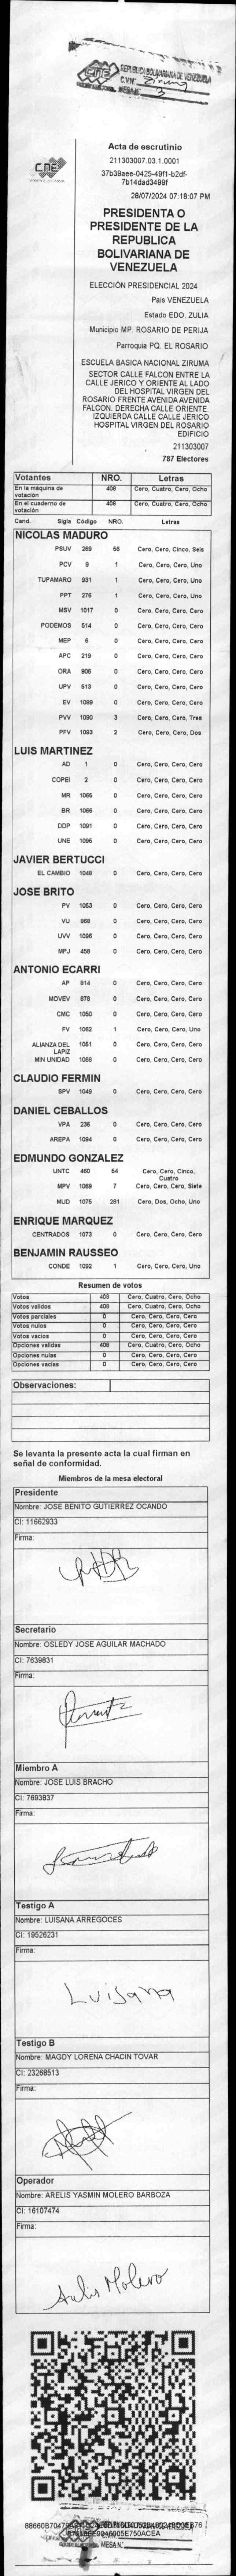 CNE REPUBLICA BOLIVARIANA DE VENEZUELA
C.V.
Ziruma
MESA N.
3
Acta de escrutinio
211303007.03.1.0001
37b39aee-0425-49f1-b2df-
7b14dad3499f
28/07/2024 07:18:07 PM
CNE
PRESIDENTA O
PRESIDENTE DE LA
REPUBLICA
BOLIVARIANA DE
VENEZUELA
ELECCIÓN PRESIDENCIAL 2024
Pais VENEZUELA
Estado EDO. ZULIA
Municipio MP. ROSARIO DE PERIJA
Parroquia PQ. EL ROSARIO
ESCUELA BASICA NACIONAL ZIRUMA
SECTOR CALLE FALCON ENTRE LA
CALLE JERICO Y ORIENTE AL LADO
DEL HOSPITAL VIRGEN DEL
ROSARIO FRENTE AVENIDA AVENIDA
FALCON. DERECHA CALLE ORIENTE.
IZQUIERDA CALLE CALLE JERICO
HOSPITAL VIRGEN DEL ROSARIO
EDIFICIO
211303007
787 Electores
Votantes NRO. Letras
En la máquina de votación 408 Cero, Cuatro, Cero, Ocho
En el cuaderno de votación 408 Cero, Cuatro, Cero, Ocho
Cand. Sigla Código NRO. Letras
NICOLAS MADURO
PSUV 269 56 Cero, Cero, Cinco, Seis
PCV 9 1 Cero, Cero, Cero, Uno
TUPAMARO 931 1 Cero, Cero, Cero, Uno
PPT 276 1 Cero, Cero, Cero, Uno
MSV 1017 0 Cero, Cero, Cero, Cero
PODEMOS 514 0 Cero, Cero, Cero, Cero
MEP 6 0 Cero, Cero, Cero, Cero
APC 219 0 Cero, Cero, Cero, Cero
ORA 906 0 Cero, Cero, Cero, Cero
UPV 513 0 Cero, Cero, Cero, Cero
EV 1089 0 Cero, Cero, Cero, Cero
PVV 1090 3 Cero, Cero, Cero, Tres
PFV 1093 2 Cero, Cero, Cero, Dos
LUIS MARTINEZ
AD 1 0 Cero, Cero, Cero, Cero
COPEI 2 0 Cero, Cero, Cero, Cero
MR 1065 0 Cero, Cero, Cero, Cero
BR 1066 0 Cero, Cero, Cero, Cero
DDP 1091 0 Cero, Cero, Cero, Cero
UNE 1095 0 Cero, Cero, Cero, Cero
JAVIER BERTUCCI
EL CAMBIO 1048 0 Cero, Cero, Cero, Cero
JOSE BRITO
PV 1053 0 Cero, Cero, Cero, Cero
VU 868 0 Cero, Cero, Cero, Cero
UVV 1096 0 Cero, Cero, Cero, Cero
MPJ 458 0 Cero, Cero, Cero, Cero
ANTONIO ECARRI
AP 814 0 Cero, Cero, Cero, Cero
MOVEV 878 0 Cero, Cero, Cero, Cero
CMC 1050 0 Cero, Cero, Cero, Cero
FV 1062 1 Cero, Cero, Cero, Uno
ALIANZA DEL LAPIZ 1051 0 Cero, Cero, Cero, Cero
MIN UNIDAD 1058 0 Cero, Cero, Cero, Cero
CLAUDIO FERMIN
SPV 1049 0 Cero, Cero, Cero, Cero
DANIEL CEBALLOS
VPA 236 0 Cero, Cero, Cero, Cero
AREPA 1094 0 Cero, Cero, Cero, Cero
EDMUNDO GONZALEZ
UNTC 460 54 Cero, Cero, Cinco, Cuatro
MPV 1069 7 Cero, Cero, Cero, Siete
MUD 1075 281 Cero, Dos, Ocho, Uno
ENRIQUE MARQUEZ
CENTRADOS 1073 0 Cero, Cero, Cero, Cero
BENJAMIN RAUSSEO
CONDE 1092 1 Cero, Cero, Cero, Uno
Resumen de votos
Votos 408 Cero, Cuatro, Cero, Ocho
Votos validos 408 Cero, Cuatro, Cero, Ocho
Votos parciales 0 Cero, Cero, Cero, Cero
Votos nulos 0 Cero, Cero, Cero, Cero
Votos vacios 0 Cero, Cero, Cero, Cero
Opciones validas 408 Cero, Cuatro, Cero, Ocho
Opciones nulas 0 Cero, Cero, Cero, Cero
Opciones vacias 0 Cero, Cero, Cero, Cero
Observaciones:
Se levanta la presente acta la cual firman en
señal de conformidad.
Miembros de la mesa electoral
Presidente
Nombre: JOSE BENITO GUTIERREZ OCANDO
CI: 11662933
Firma:
Secretario
Nombre: OSLEDY JOSE AGUILAR MACHADO
CI: 7639831
Firma:
Miembro A
Nombre: JOSE LUIS BRACHO
CI: 7693837
Firma:
Testigo A
Nombre: LUISANA ARREGOCES
CI: 19526231
Firma:
Luisana
Testigo B
Nombre: MAGDY LORENA CHACIN TOVAR
CI: 23268513
Firma:
Operador
Nombre: ARELIS YASMIN MOLERO BARBOZA
CI: 16107474
Firma:
Arelis Molero
MESA N.